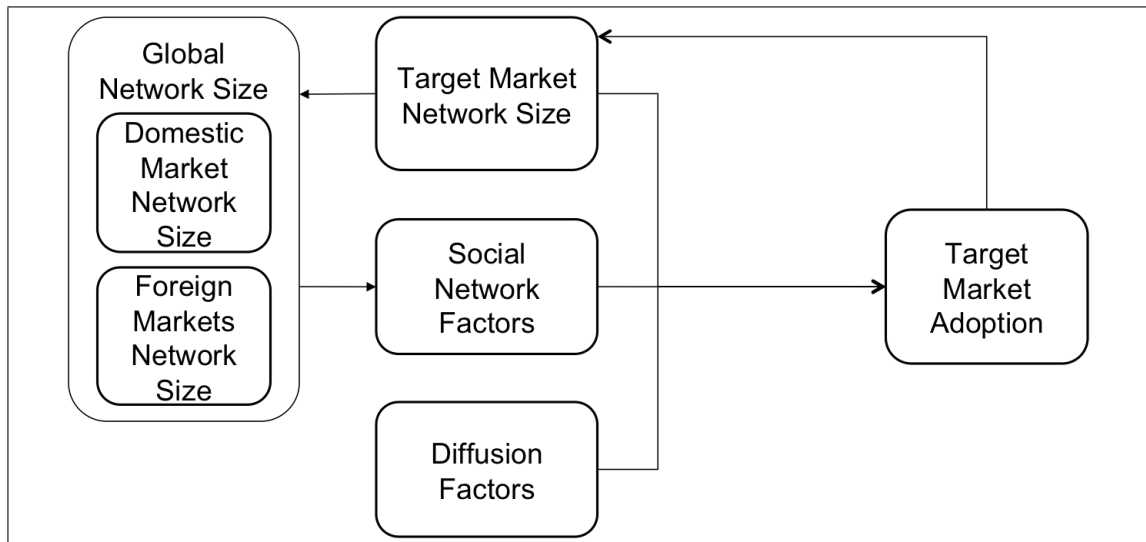 Global
Network Size
Domestic
Market
Network
Size
Foreign
Markets
Network
Size
Target Market
Network Size
Social
Network
Factors
Diffusion
Factors
Target
Market
Adoption